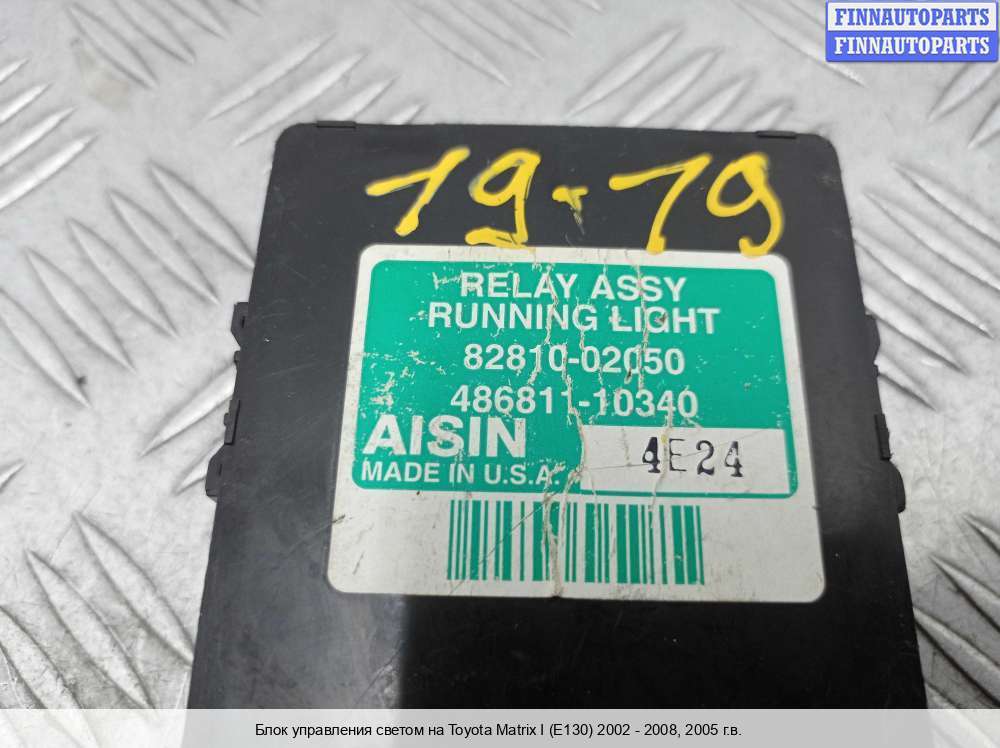 FINNAUTOPARTS
FINNAUTOPARTS
19-19
RELAY ASSY
RUNNING LIGHT
82810-02050
486811-10340
AISIN
4E24
MADE IN U.S.A.
Блок управления светом на Toyota Matrix I (E130) 2002 - 2008, 2005 г.в.